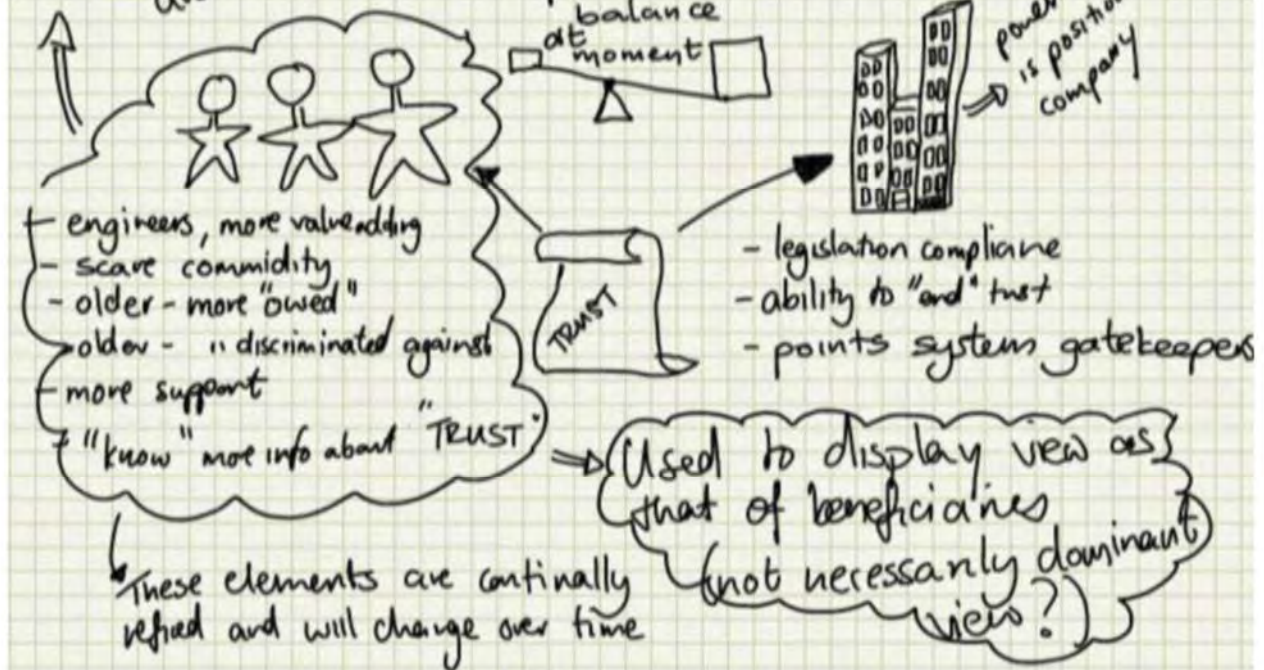 balance
at
moment
power
is position
company
- engineers, more valueadding
- scare commidity
- older - more "owed"
- older - " discriminated against
- more support
- "know" more info about "TRUST"
TRUST
- legislation compliane
- ability to "end" trust
- points system gatekeepers
Used to display view as
that of beneficiaries
(not necessarily dominant
view?)
These elements are continally
refined and will change over time